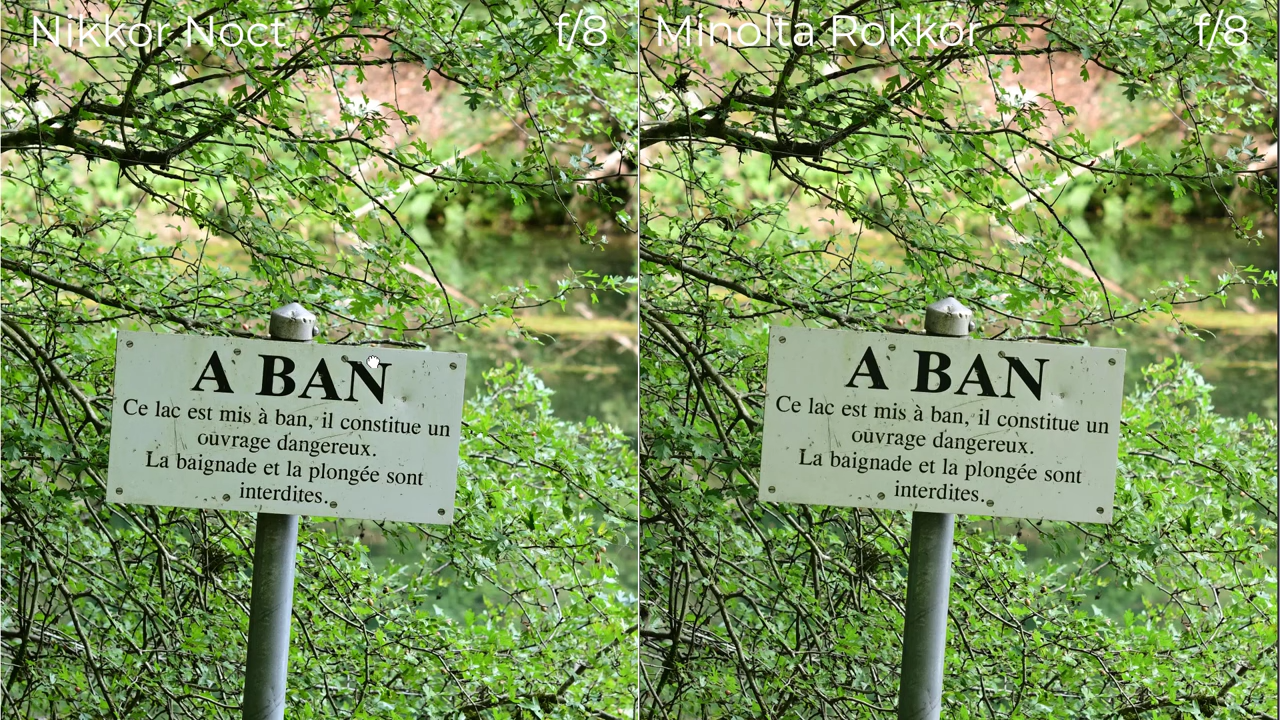 Nikkor Noct f/8
Minolta Rokkor f/8
A BAN
Ce lac est mis à ban, il constitue un
ouvrage dangereux.
La baignade et la plongée sont
interdites.
A BAN
Ce lac est mis à ban, il constitue un
ouvrage dangereux.
La baignade et la plongée sont
interdites.